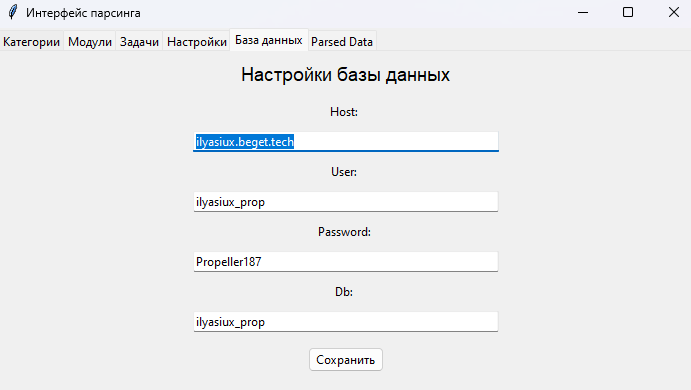 Интерфейс парсинга
Категории Модули Задачи Настройки База данных Parsed Data
Настройки базы данных
Host:
ilyasiux.beget.tech
User:
ilyasiux_prop
Password:
Propeller187
Db:
ilyasiux_prop
Сохранить